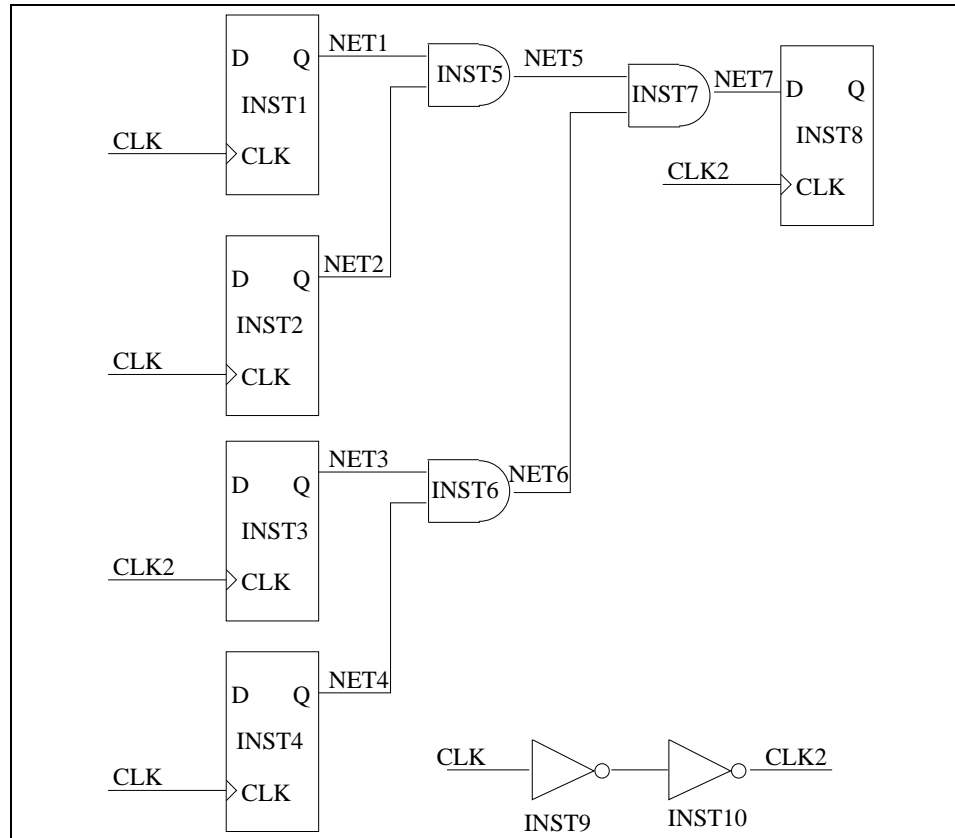 D Q
INST1
CLK
CLK
NET1
INST5
NET5
INST7
NET7
D Q
INST8
CLK2
CLK
D Q
INST2
CLK
CLK
NET2
D Q
INST3
CLK2
CLK
NET3
INST6
NET6
D Q
INST4
CLK
CLK
NET4
CLK
INST9
INST10
CLK2